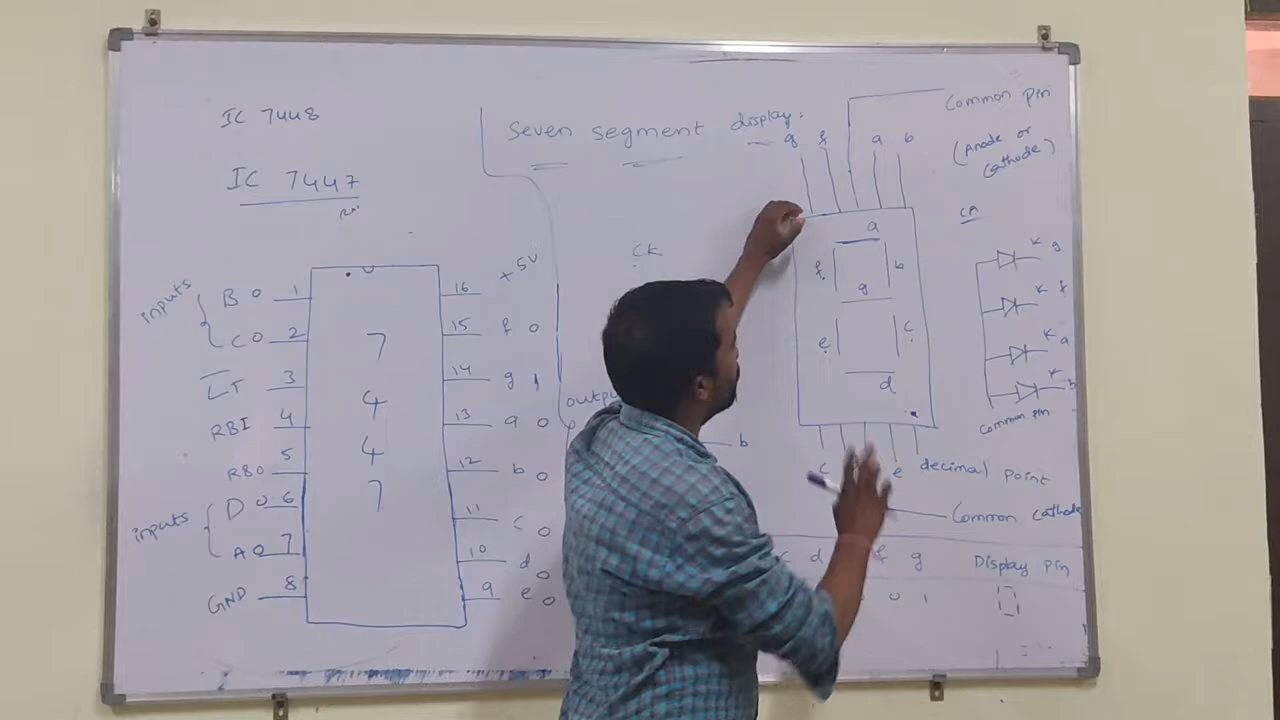 IC 7448
IC 7447
inputs
B 0 1
C 0 2
LT 3
RBI 4
RBO 5
inputs
D 0 6
A 0 7
GND 8
7
4
4
7
16 +5V
15 f 0
14 g 1
13 a 0
12 b 0
11 c 0
10 d 0
9 e 0
Seven segment display:
CK
b
g f a b
Common pin
(Anode or
cathode)
a
f b
g
e c
d
c e decimal point
Common cathode
CA
K g
K f
K a
K b
Common pin
d f g Display pin
0 1